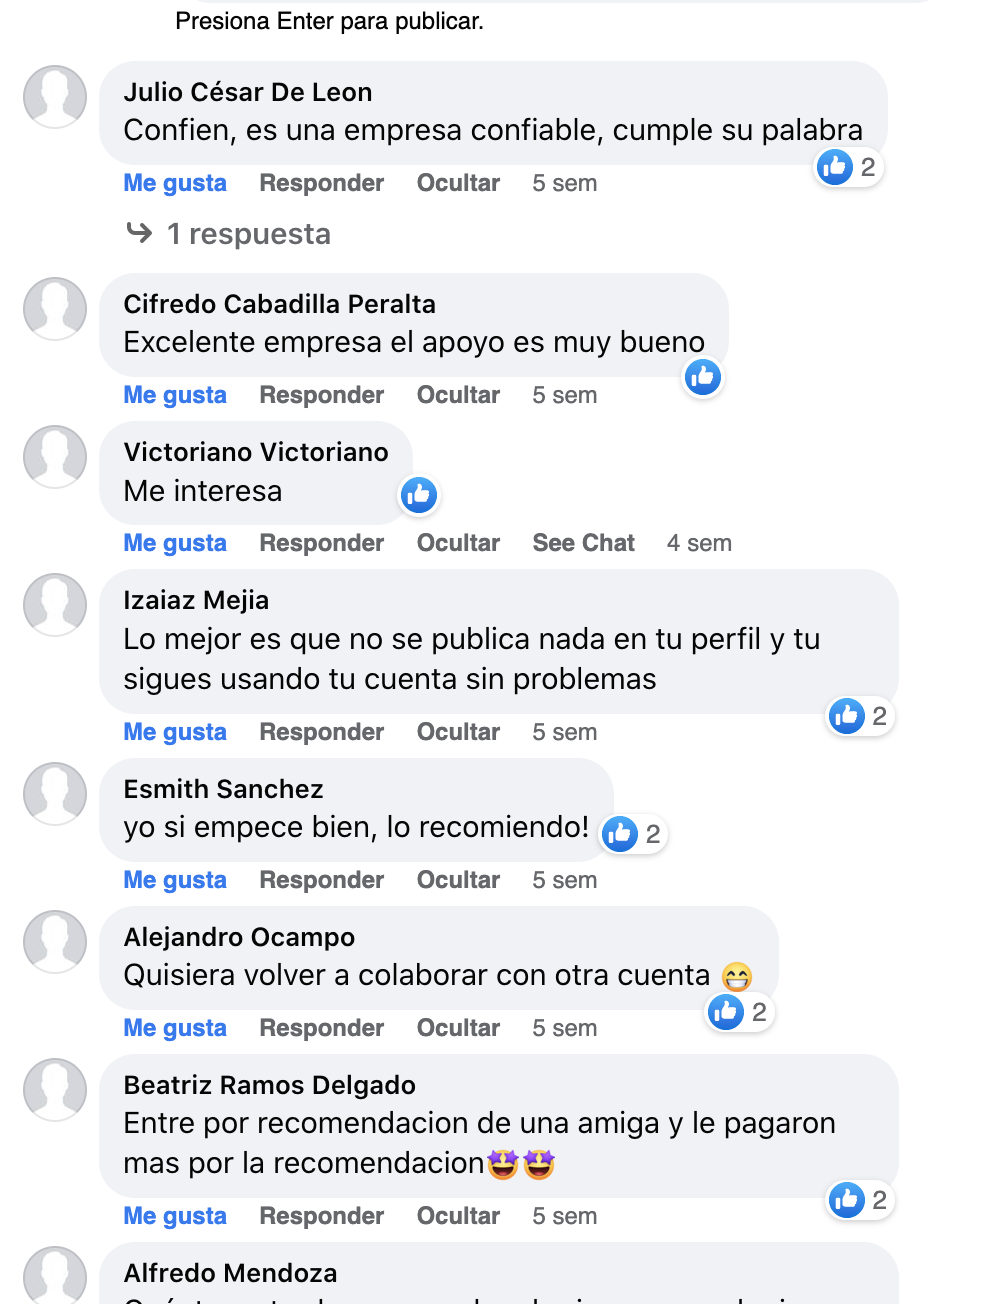 Presiona Enter para publicar.
Julio César De Leon
Confien, es una empresa confiable, cumple su palabra
2
Me gusta Responder Ocultar 5 sem
1 respuesta
Cifredo Cabadilla Peralta
Excelente empresa el apoyo es muy bueno
Me gusta Responder Ocultar 5 sem
Victoriano Victoriano
Me interesa
Me gusta Responder Ocultar See Chat 4 sem
Izaiaz Mejia
Lo mejor es que no se publica nada en tu perfil y tu
sigues usando tu cuenta sin problemas
2
Me gusta Responder Ocultar 5 sem
Esmith Sanchez
yo si empece bien, lo recomiendo!
2
Me gusta Responder Ocultar 5 sem
Alejandro Ocampo
Quisiera volver a colaborar con otra cuenta 😁
2
Me gusta Responder Ocultar 5 sem
Beatriz Ramos Delgado
Entre por recomendacion de una amiga y le pagaron
mas por la recomendacion🤩🤩
2
Me gusta Responder Ocultar 5 sem
Alfredo Mendoza